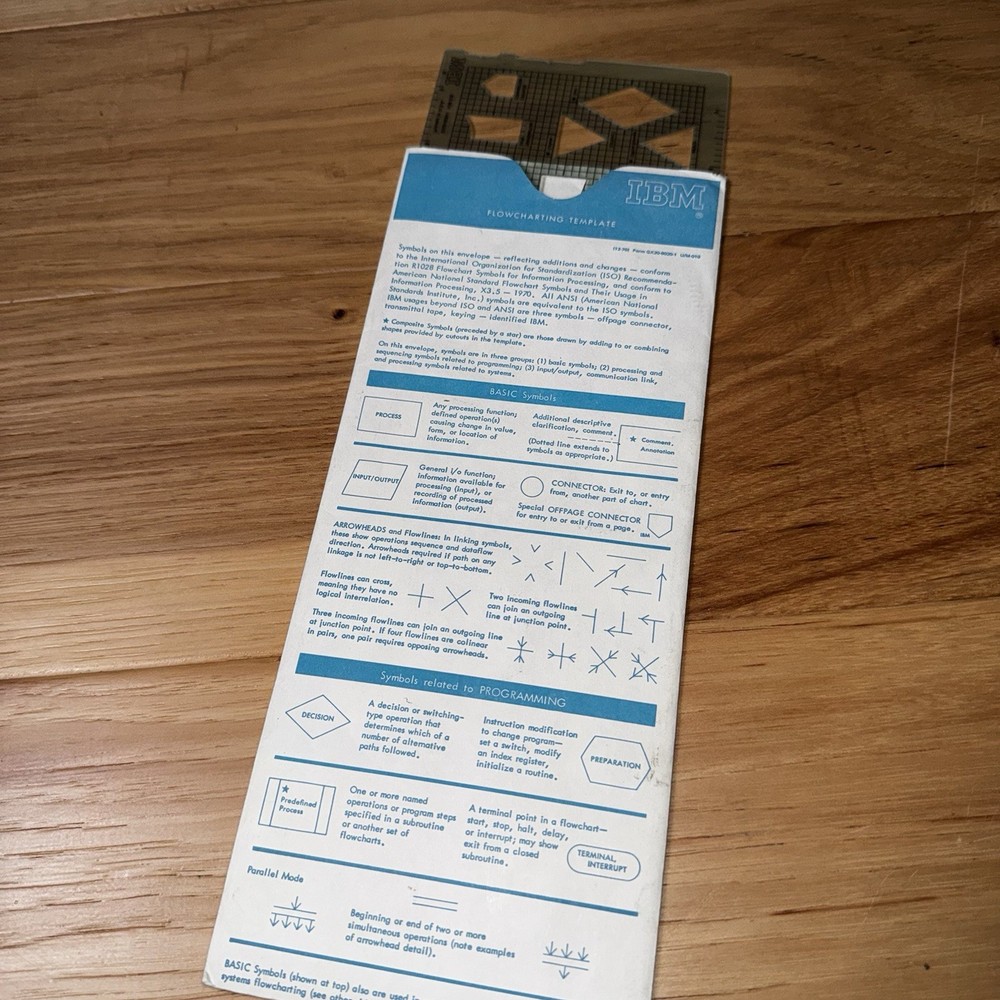 IBM
®
FLOWCHARTING TEMPLATE
Symbols on this envelope — reflecting additions and changes — conform
to the International Organization for Standardization (ISO) Recommenda-
tion R1028 Flowchart Symbols for Information Processing, and conform to
American National Standard Flowchart Symbols and Their Usage in
Information Processing, X3.5 — 1970. All ANSI (American National
Standards Institute, Inc.) symbols are equivalent to the ISO symbols.
IBM usages beyond ISO and ANSI are three symbols — offpage connector,
transmittal tape, keying — identified IBM.
★ Composite Symbols (preceded by a star) are those drawn by adding to or combining
shapes provided by cutouts in the template.
On this envelope, symbols are in three groups: (1) basic symbols; (2) processing and
sequencing symbols related to programming; (3) input/output, communication link,
and processing symbols related to systems.
BASIC Symbols
PROCESS
Any processing function;
defined operation(s)
causing change in value,
form, or location of
information.
Additional descriptive
clarification, comment.
(Dotted line extends to
symbols as appropriate.)
★ Comment,
Annotation
INPUT/OUTPUT
General i/o function;
information available for
processing (input), or
recording of processed
information (output).
CONNECTOR: Exit to, or entry
from, another part of chart.
Special OFFPAGE CONNECTOR
for entry to or exit from a page.
IBM
ARROWHEADS and Flowlines: In linking symbols,
these show operations sequence and dataflow
direction. Arrowheads required if path on any
linkage is not left-to-right or top-to-bottom.
Flowlines can cross,
meaning they have no
logical interrelation.
Two incoming flowlines
can join an outgoing
line at junction point.
Three incoming flowlines can join an outgoing line
at junction point. If four flowlines are colinear
in pairs, one pair requires opposing arrowheads.
Symbols related to PROGRAMMING
DECISION
A decision or switching-
type operation that
determines which of a
number of alternative
paths followed.
Instruction modification
to change program—
set a switch, modify
an index register,
initialize a routine.
PREPARATION
★
Predefined
Process
One or more named
operations or program steps
specified in a subroutine
or another set of
flowcharts.
A terminal point in a flowchart—
start, stop, halt, delay,
or interrupt; may show
exit from a closed
subroutine.
TERMINAL,
INTERRUPT
Parallel Mode
Beginning or end of two or more
simultaneous operations (note examples
of arrowhead detail).
BASIC Symbols (shown at top) also are used
systems flowcharting (see